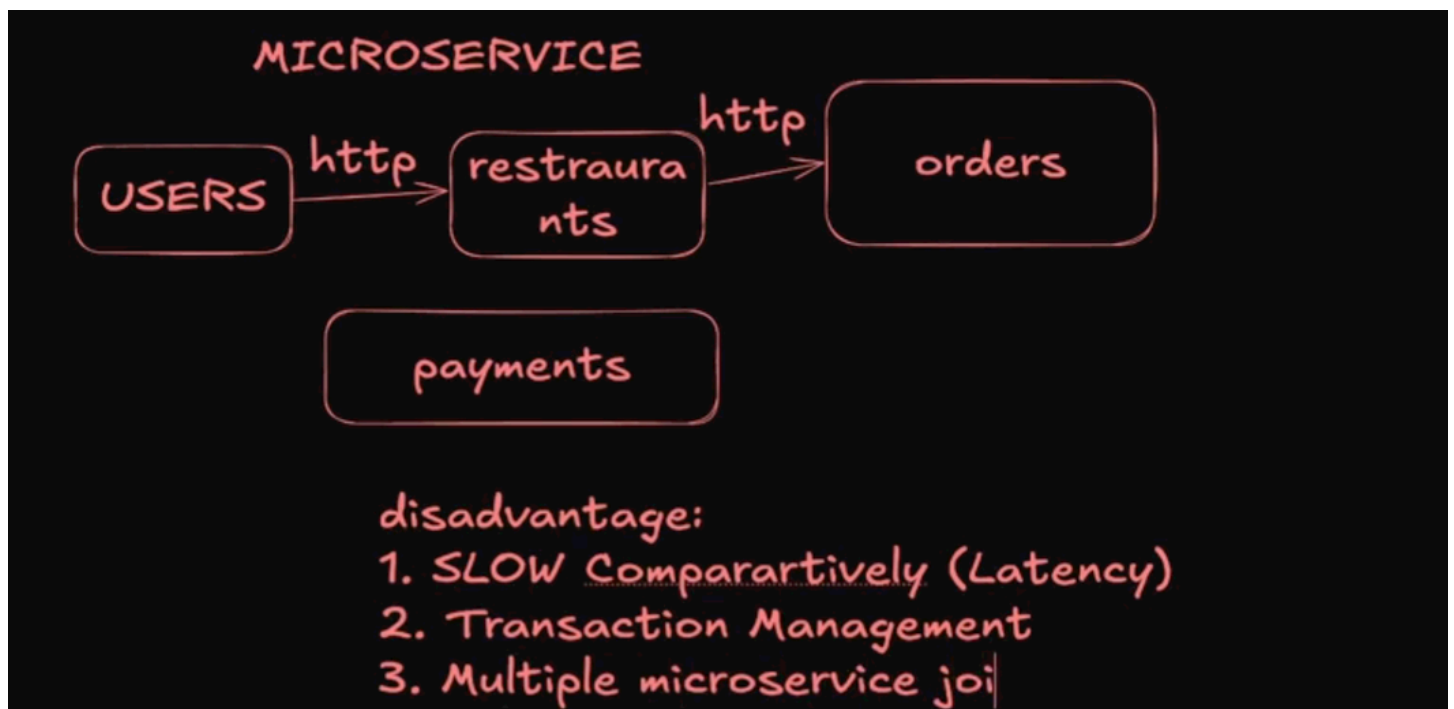 MICROSERVICE
http
http
USERS
restraura
nts
orders
payments
disadvantage:
1. SLOW Comparartively (Latency)
2. Transaction Management
3. Multiple microservice joi